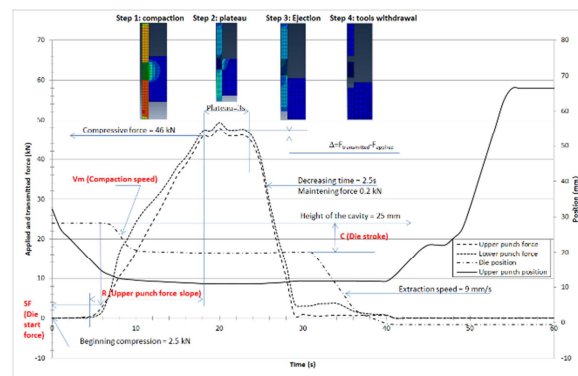 Step 1: compaction
Step 2: plateau
Step 3: Ejection
Step 4: tools withdrawal
70
60
50
40
30
20
10
0
-10
Applied and transmitted force (kN)
80
70
60
50
40
30
20
10
0
-10
Position (mm)
Plateau=3s
Compressive force = 46 kN
Δ=Ftransmitted-Fapplied
Vm (Compaction speed)
Decreasing time = 2.5s
Maintening force 0.2 kN
Height of the cavity = 25 mm
C (Die stroke)
Upper punch force
Lower punch force
Die position
Upper punch position
R (Upper punch force slope)
Extraction speed = 9 mm/s
SF (Die
start
force)
Beginning compression = 2.5 kN
0
10
20
30
40
50
60
Time (s)